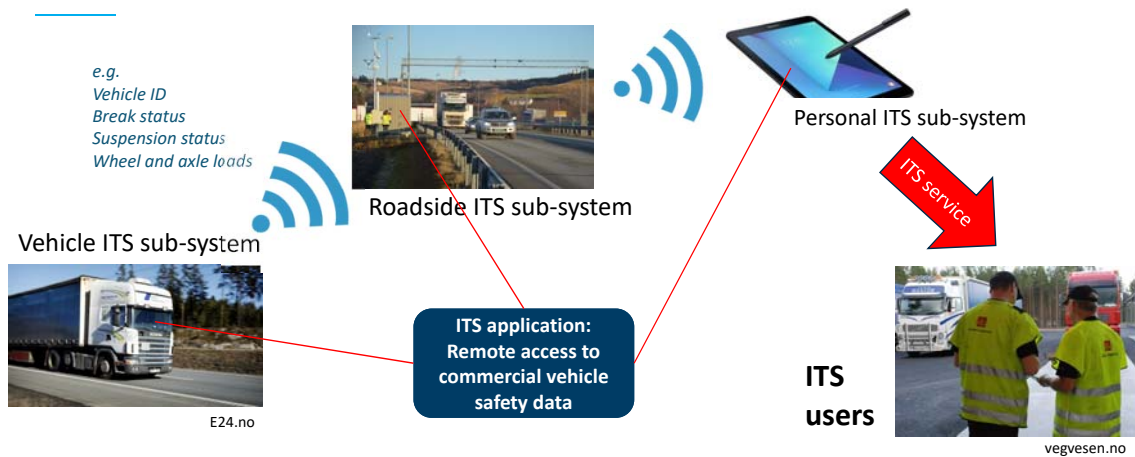 e.g.
Vehicle ID
Break status
Suspension status
Wheel and axle loads
Vehicle ITS sub-system
E24.no
Roadside ITS sub-system
Personal ITS sub-system
ITS service
ITS application:
Remote access to
commercial vehicle
safety data
ITS
users
vegvesen.no